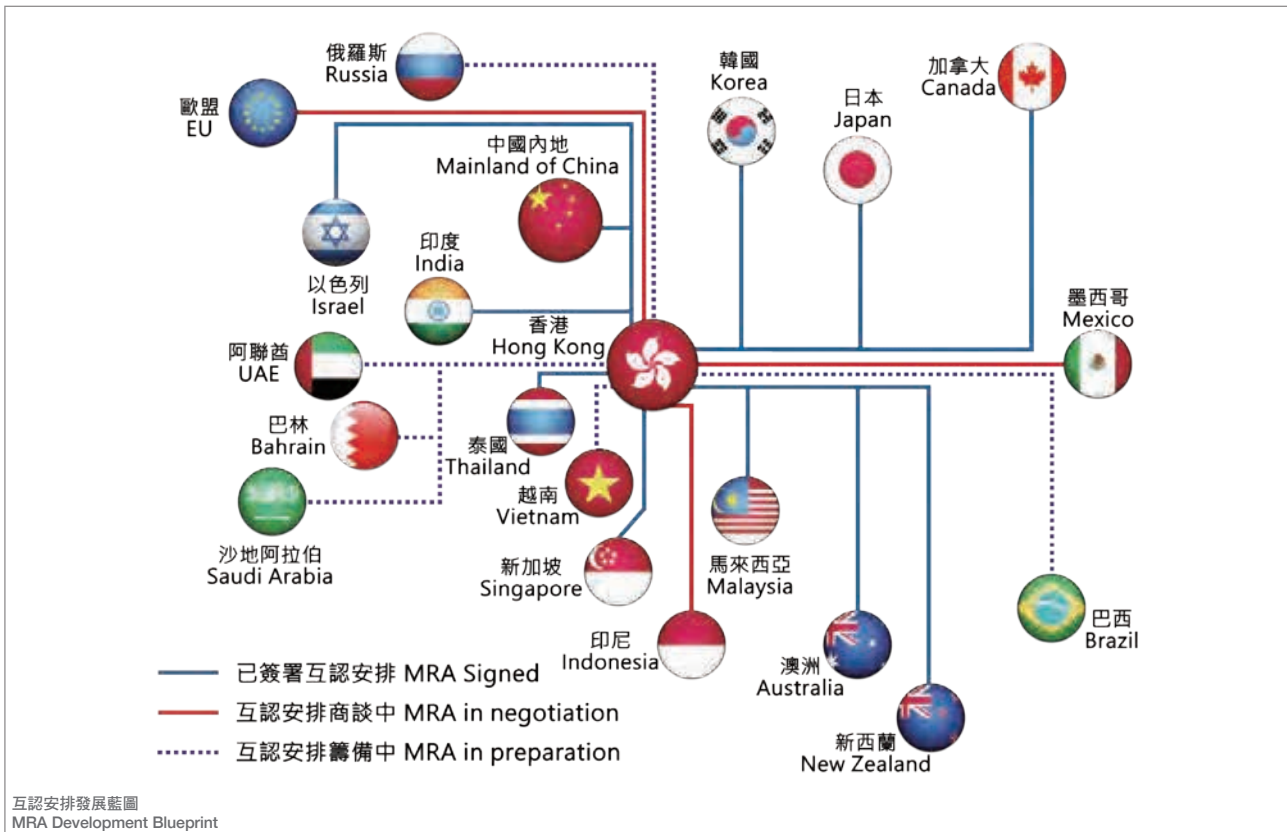 俄羅斯
Russia
歐盟
EU
中國內地
Mainland of China
韓國
Korea
日本
Japan
加拿大
Canada
以色列
Israel
印度
India
香港
Hong Kong
墨西哥
Mexico
阿聯酋
UAE
巴林
Bahrain
沙地阿拉伯
Saudi Arabia
泰國
Thailand
越南
Vietnam
新加坡
Singapore
印尼
Indonesia
馬來西亞
Malaysia
澳洲
Australia
新西蘭
New Zealand
巴西
Brazil
已簽署互認安排 MRA Signed
互認安排商談中 MRA in negotiation
互認安排籌備中 MRA in preparation
互認安排發展藍圖
MRA Development Blueprint